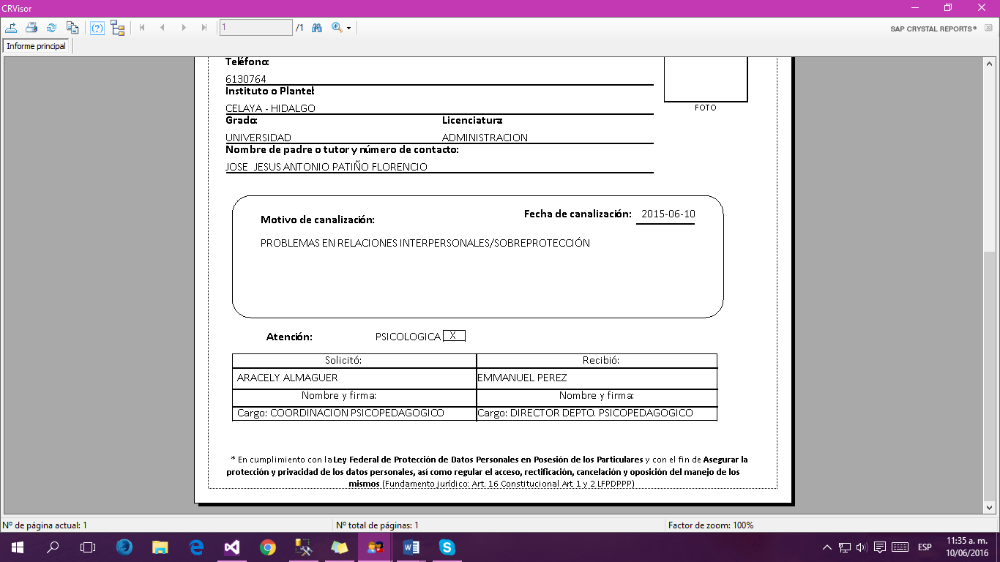 CRVisor
1 /1
SAP CRYSTAL REPORTS®
Informe principal
Teléfono:
6130764
Instituto o Plantel:
CELAYA - HIDALGO
FOTO
Grado: Licenciatura:
UNIVERSIDAD ADMINISTRACION
Nombre de padre o tutor y número de contacto:
JOSE JESUS ANTONIO PATIÑO FLORENCIO
Fecha de canalización: 2015-06-10
Motivo de canalización:
PROBLEMAS EN RELACIONES INTERPERSONALES/SOBREPROTECCIÓN
Atención: PSICOLOGICA X
Solicitó: Recibió:
ARACELY ALMAGUER EMMANUEL PEREZ
Nombre y firma: Nombre y firma:
Cargo: COORDINACION PSICOPEDAGOGICO Cargo: DIRECTOR DEPTO. PSICOPEDAGOGICO
* En cumplimiento con la Ley Federal de Protección de Datos Personales en Posesión de los Particulares y con el fin de Asegurar la
protección y privacidad de los datos personales, así como regular el acceso, rectificación, cancelación y oposición del manejo de los
mismos (Fundamento jurídico: Art. 16 Constitucional Art. 1 y 2 LFPDPPP)
Nº de página actual: 1 Nº total de páginas: 1 Factor de zoom: 100%
ESP
11:35 a. m.
10/06/2016